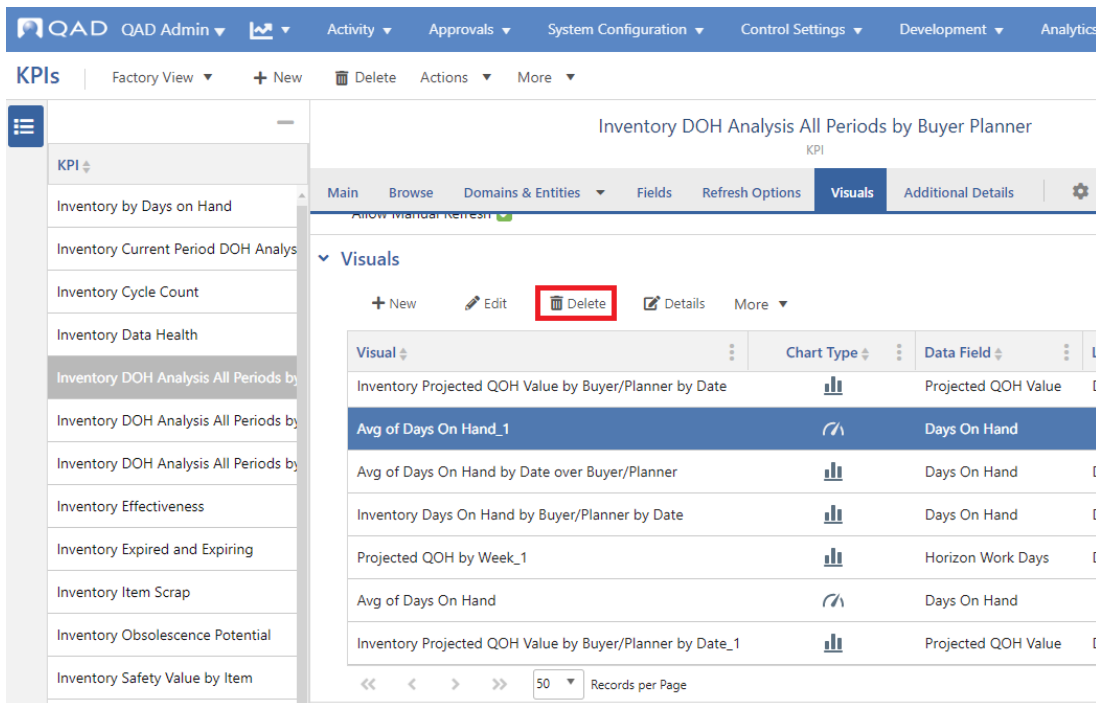 QAD QAD Admin Activity Approvals System Configuration Control Settings Development Analytics
KPIs Factory View New Delete Actions More
Inventory DOH Analysis All Periods by Buyer Planner
KPI
KPI
Main Browse Domains & Entities Fields Refresh Options Visuals Additional Details
Allow Manual Refresh
Inventory by Days on Hand
Inventory Current Period DOH Analys
Inventory Cycle Count
Inventory Data Health
Inventory DOH Analysis All Periods by
Inventory DOH Analysis All Periods by
Inventory DOH Analysis All Periods by
Inventory Effectiveness
Inventory Expired and Expiring
Inventory Item Scrap
Inventory Obsolescence Potential
Inventory Safety Value by Item
Visuals
New Edit Delete Details More
Visual Chart Type Data Field
Inventory Projected QOH Value by Buyer/Planner by Date Projected QOH Value
Avg of Days On Hand_1 Days On Hand
Avg of Days On Hand by Date over Buyer/Planner Days On Hand
Inventory Days On Hand by Buyer/Planner by Date Days On Hand
Projected QOH by Week_1 Horizon Work Days
Avg of Days On Hand Days On Hand
Inventory Projected QOH Value by Buyer/Planner by Date_1 Projected QOH Value
50 Records per Page